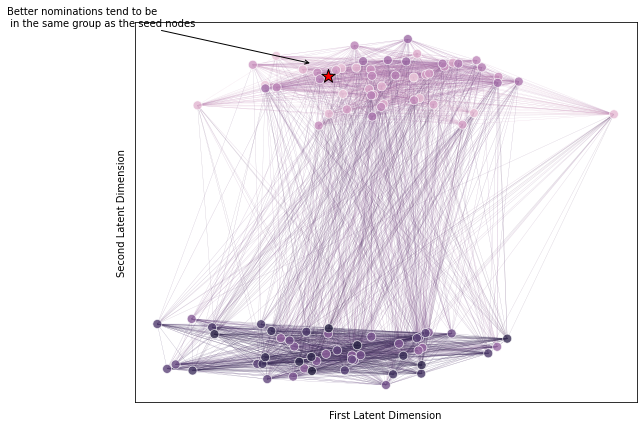 Better nominations tend to be
in the same group as the seed nodes
Second Latent Dimension
First Latent Dimension